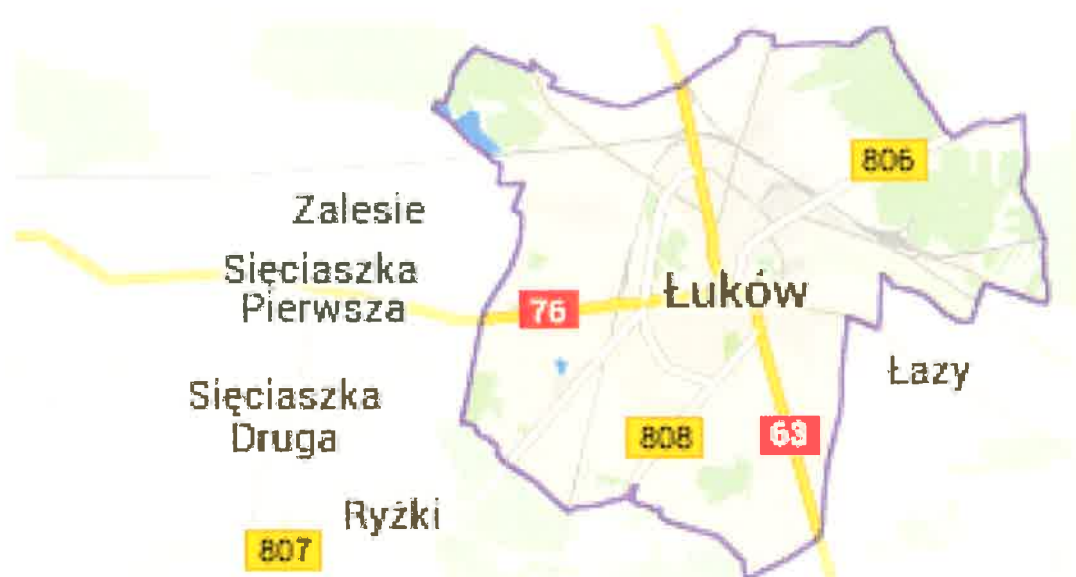 806
Zalesie
Sięciaszka
Pierwsza
76
Łuków
Łazy
Sięciaszka
Druga
808
63
Ryżki
807